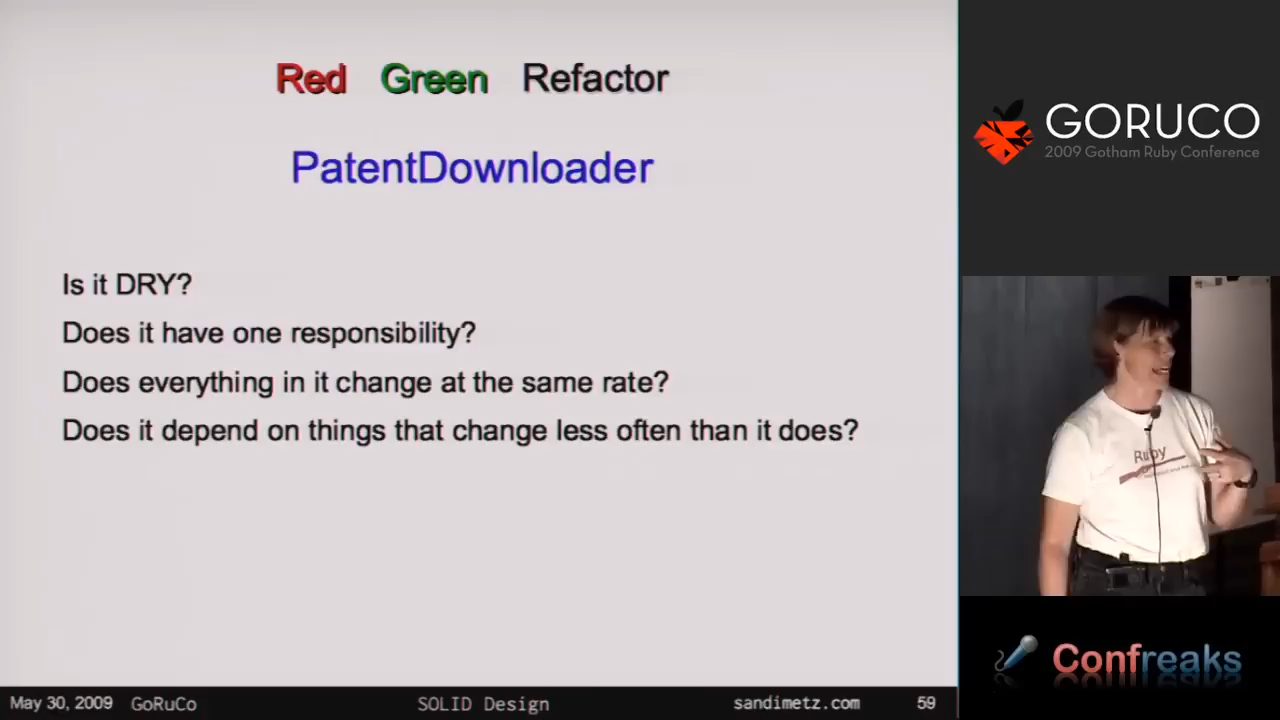 Red Green Refactor
PatentDownloader
Is it DRY?
Does it have one responsibility?
Does everything in it change at the same rate?
Does it depend on things that change less often than it does?
May 30, 2009 GoRuCo SOLID Design sandimetz.com 59
GORUCO
2009 Gotham Ruby Conference
Ruby
Confreaks